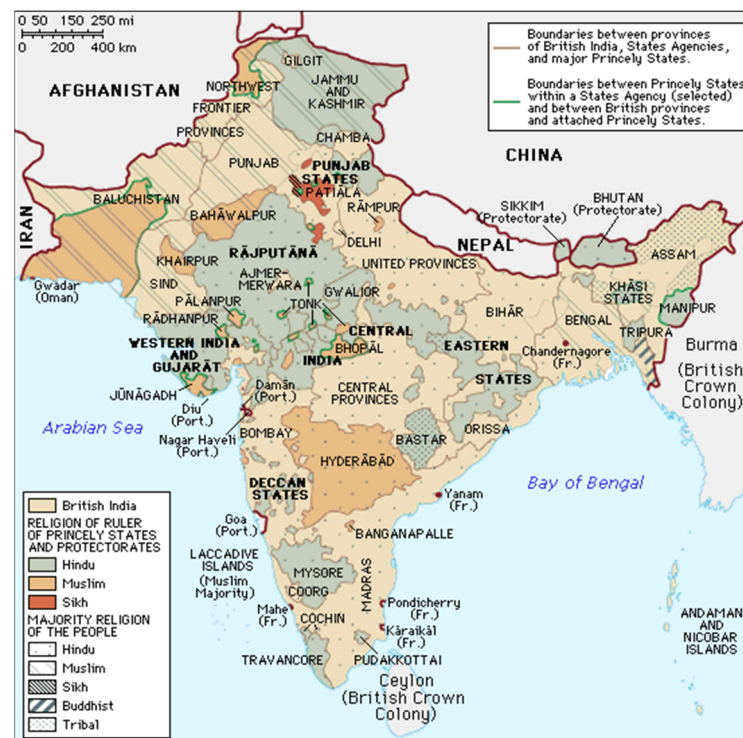 0 50 150 250 mi
0 200 400 km
Boundaries between provinces
of British India, States Agencies,
and major Princely States.
Boundaries between Princely States
within a States Agency (selected)
and between British provinces
and attached Princely States.
AFGHANISTAN
GILGIT
NORTHWEST
FRONTIER
PROVINCES
JAMMU
AND
KASHMIR
CHAMBA
CHINA
PUNJAB
PUNJAB
STATES
PATIĀLA
BALUCHISTAN
IRAN
BAHĀWALPUR
RĀMPUR
DELHI
SIKKIM
(Protectorate)
BHUTAN
(Protectorate)
NEPAL
Gwadar
(Oman)
KHAIRPUR
SIND
RĀJPUTĀNĀ
AJMER-
MERWARA
UNITED PROVINCES
GWALIOR
ASSAM
KHĀSI
STATES
MANIPUR
PĀLANPUR
RĀDHANPUR
TONK
CENTRAL
INDIA
BHOPĀL
BIHĀR
BENGAL
TRIPURA
Burma
(British
Crown
Colony)
WESTERN INDIA
AND
GUJARĀT
EASTERN
STATES
Chandernagore
(Fr.)
JŪNĀGADH
Diu
(Port.)
Damān
(Port.)
Nagar Haveli
(Port.)
CENTRAL
PROVINCES
Arabian Sea
BOMBAY
BASTAR
ORISSA
HYDERĀBĀD
Bay of Bengal
DECCAN
STATES
Yanam
(Fr.)
Goa
(Port.)
BANGANAPALLE
LACCADIVE
ISLANDS
(Muslim
Majority)
MYSORE
COORG
MADRAS
Mahe
(Fr.)
COCHIN
Pondicherry
(Fr.)
Kāraikāl
(Fr.)
TRAVANCORE
PUDAKKOTTAI
Ceylon
(British Crown
Colony)
ANDAMAN
AND
NICOBAR
ISLANDS
British India
RELIGION OF RULER
OF PRINCELY STATES
AND PROTECTORATES
Hindu
Muslim
Sikh
MAJORITY RELIGION
OF THE PEOPLE
Hindu
Muslim
Sikh
Buddhist
Tribal